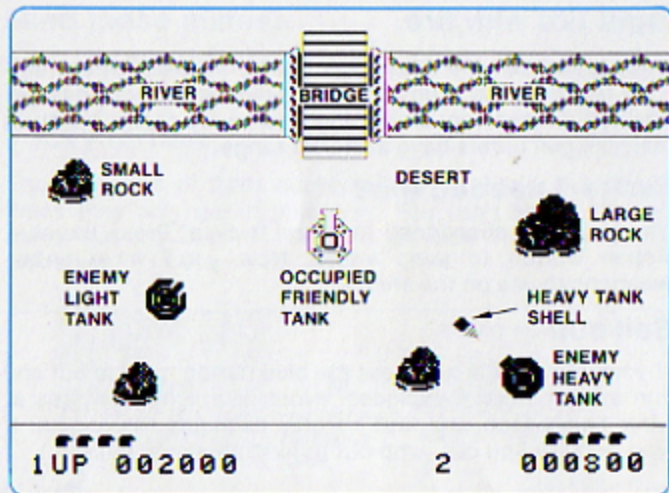 RIVER
BRIDGE
RIVER
SMALL
ROCK
DESERT
LARGE
ROCK
ENEMY
LIGHT
TANK
OCCUPIED
FRIENDLY
TANK
HEAVY TANK
SHELL
ENEMY
HEAVY
TANK
1UP 002000 2 000800